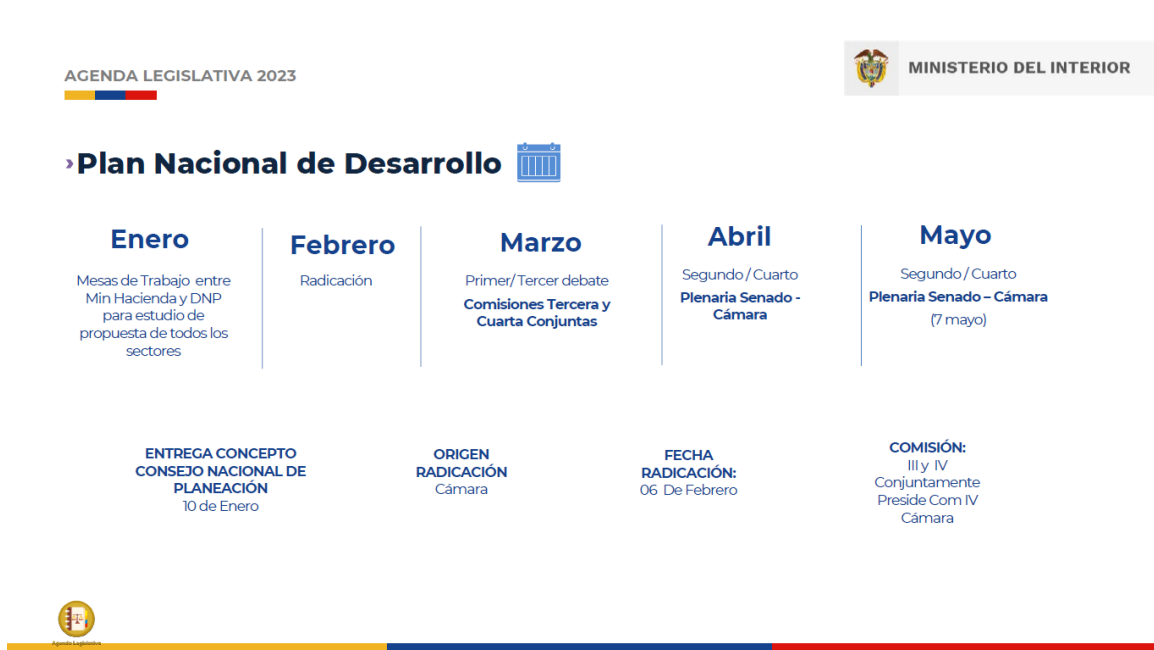 AGENDA LEGISLATIVA 2023
MINISTERIO DEL INTERIOR
Plan Nacional de Desarrollo
Enero
Mesas de Trabajo entre
Min Hacienda y DNP
para estudio de
propuesta de todos los
sectores
Febrero
Radicación
Marzo
Primer/Tercer debate
Comisiones Tercera y
Cuarta Conjuntas
Abril
Segundo / Cuarto
Plenaria Senado -
Cámara
Mayo
Segundo / Cuarto
Plenaria Senado – Cámara
(7 mayo)
ENTREGA CONCEPTO
CONSEJO NACIONAL DE
PLANEACIÓN
10 de Enero
ORIGEN
RADICACIÓN
Cámara
FECHA
RADICACIÓN:
06 De Febrero
COMISIÓN:
III y IV
Conjuntamente
Preside Com IV
Cámara
Agenda Legislativa